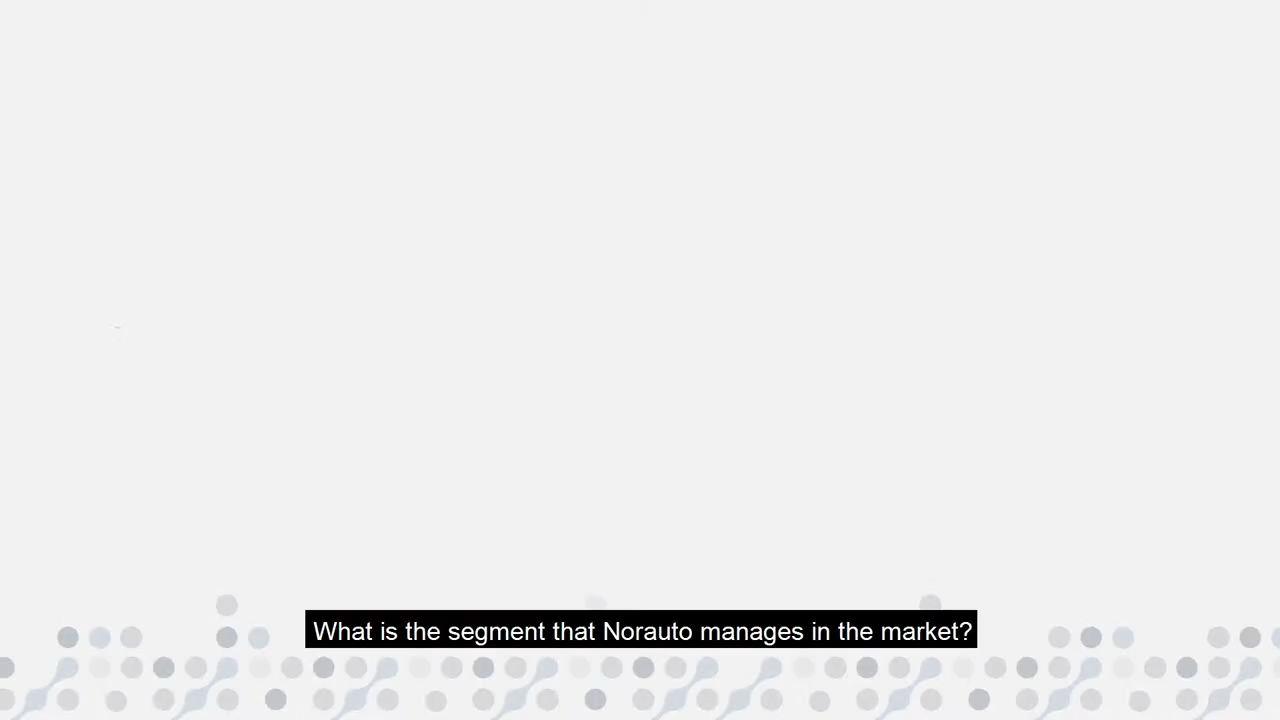 What is the segment that Norauto manages in the market?